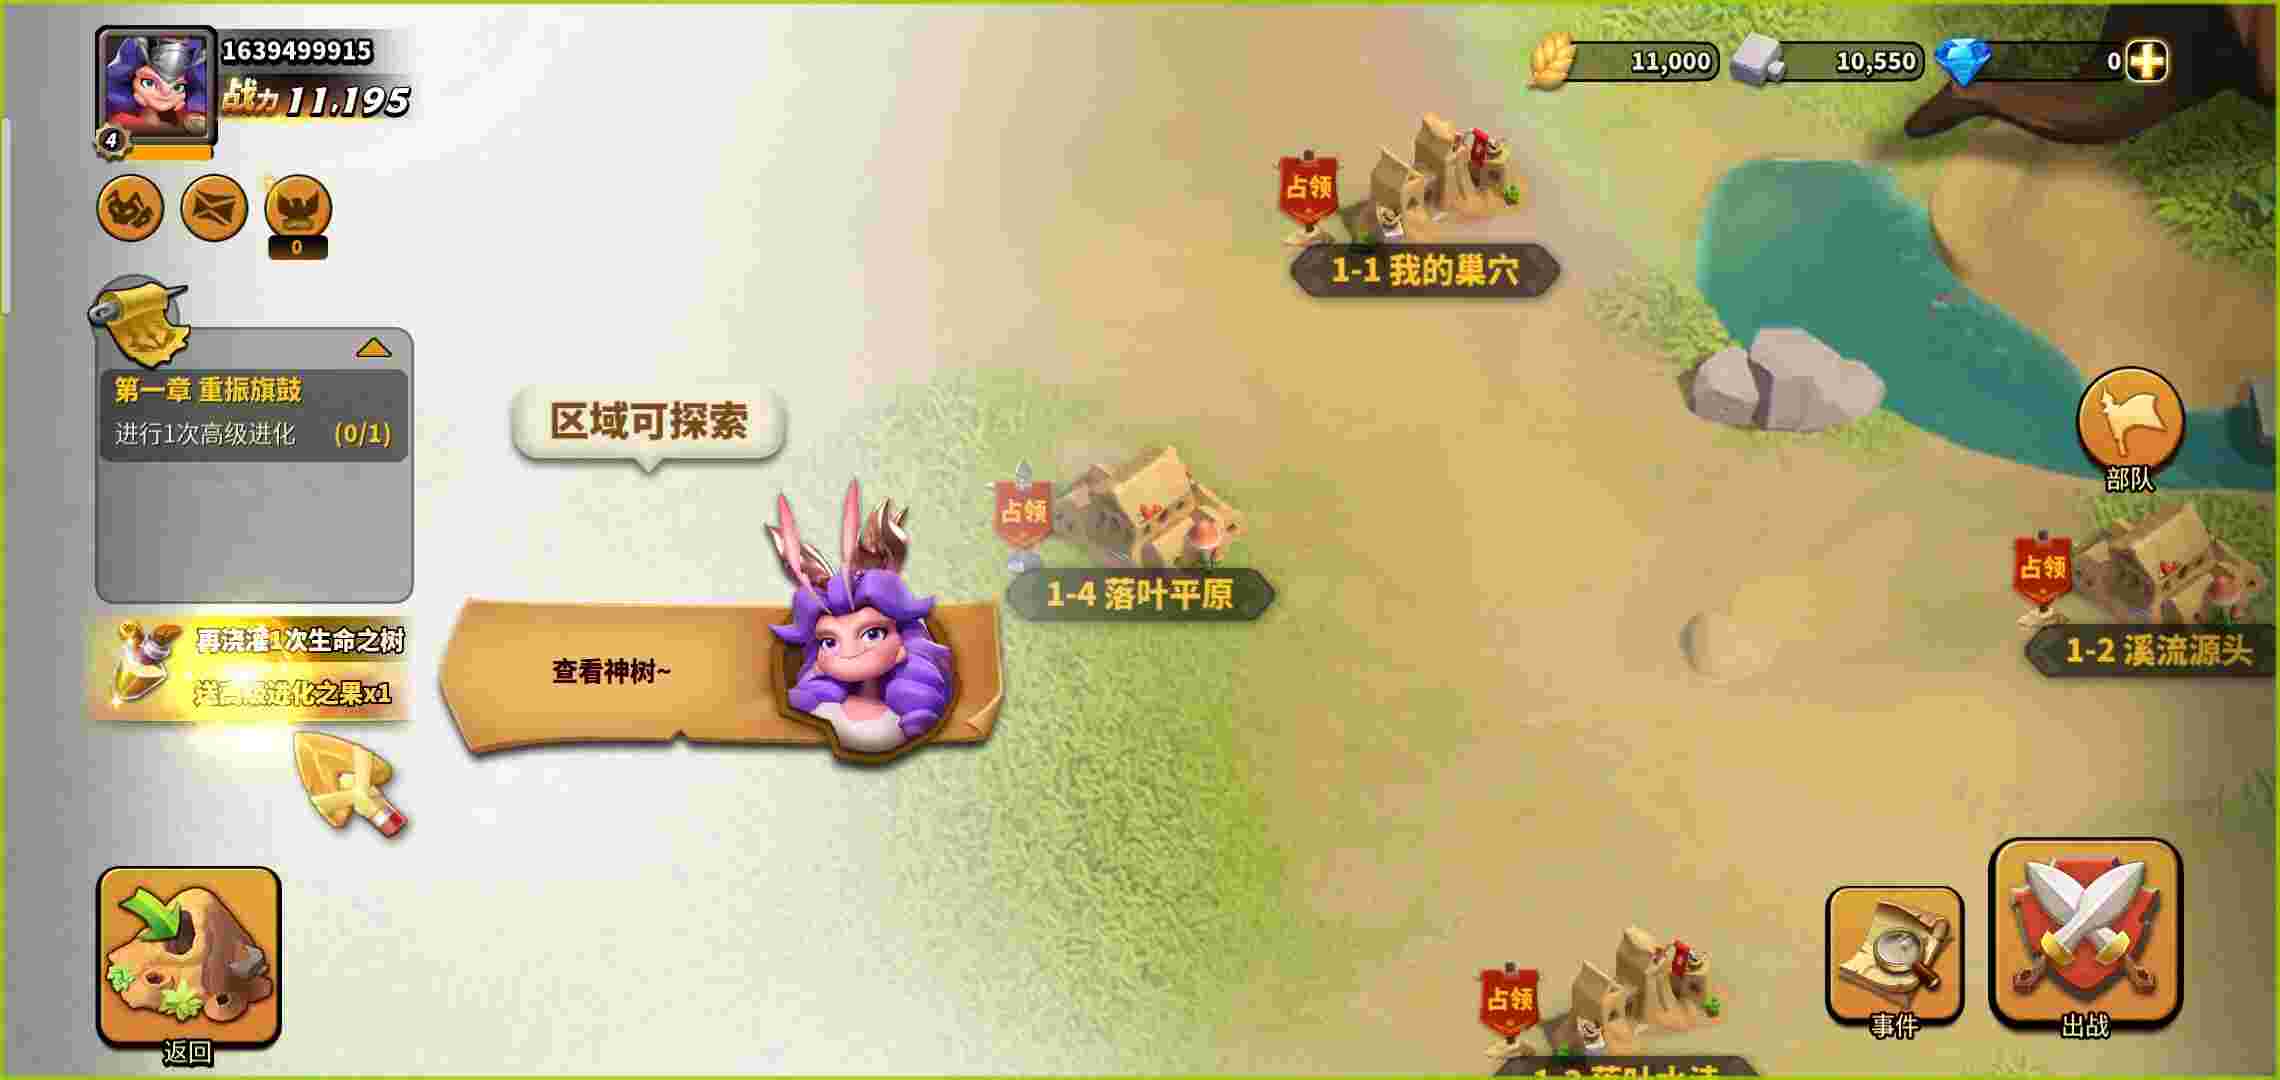 1639499915
战力 11,195
4
0
11,000
10,550
0
占领
1-1 我的巢穴
第一章 重振旗鼓
进行1次高级进化 (0/1)
区域可探索
占领
1-4 落叶平原
部队
占领
1-2 溪流源头
再浇灌1次生命之树
送高级进化之果x1
查看神树~
占领
返回
事件
出战